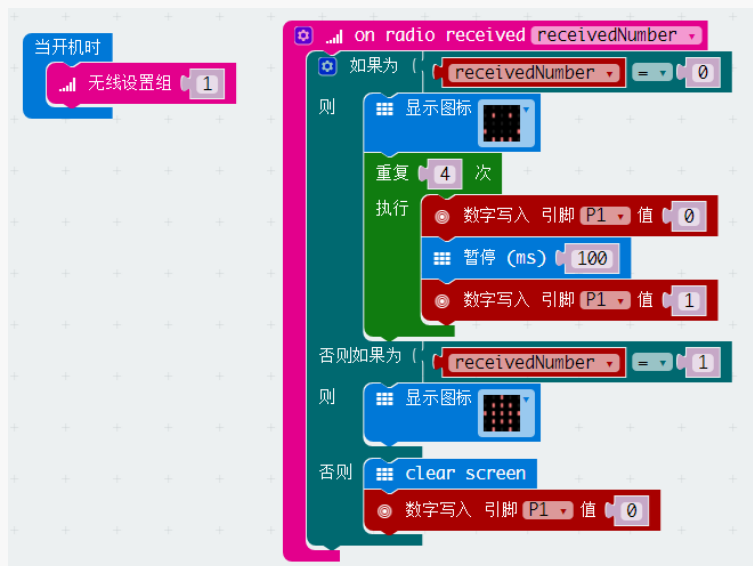 当开机时
无线设置组 1
on radio received receivedNumber
如果为 ( receivedNumber = 0
则 显示图标
重复 4 次
执行 数字写入 引脚 P1 值 0
暂停 (ms) 100
数字写入 引脚 P1 值 1
否则如果为 ( receivedNumber = 1
则 显示图标
否则 clear screen
数字写入 引脚 P1 值 0